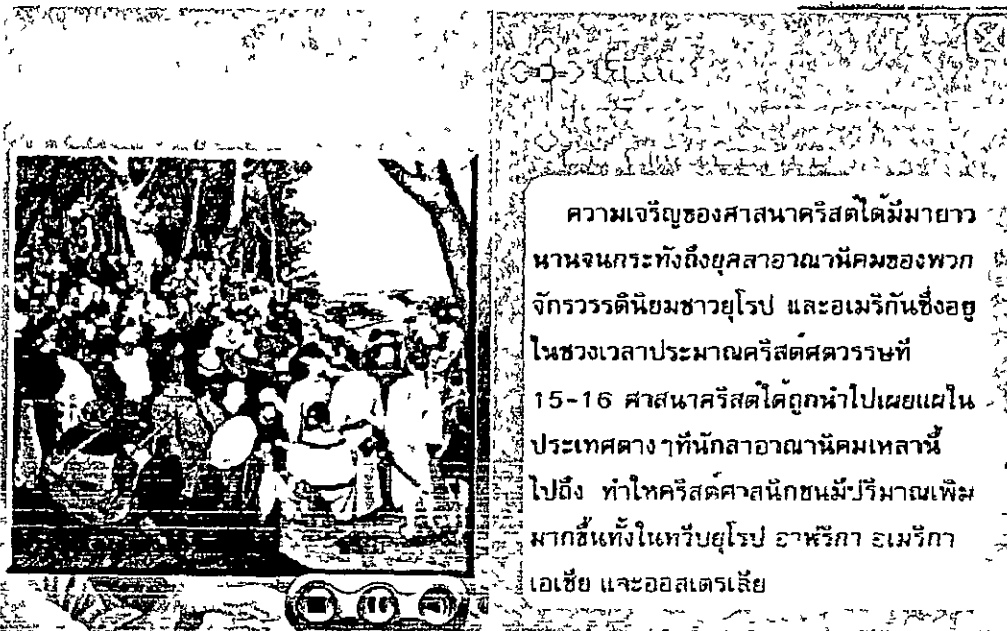 ความเจริญของศาสนาคริสต์ได้มีมายาว
นานจนกระทั่งถึงยุคลาอาณานิคมของพวก
จักรวรรดินิยมชาวยุโรป และอเมริกันซึ่งอยู่
ในช่วงเวลาประมาณคริสต์ศตวรรษที่
15-16 ศาสนาคริสต์ได้ถูกนำไปเผยแผ่ใน
ประเทศต่างๆที่นักลาอาณานิคมเหล่านี้
ไปถึง ทำให้คริสต์ศาสนิกชนมีปริมาณเพิ่ม
มากขึ้นทั้งในทวีปยุโรป อาฟริกา อเมริกา
เอเชีย และออสเตรเลีย